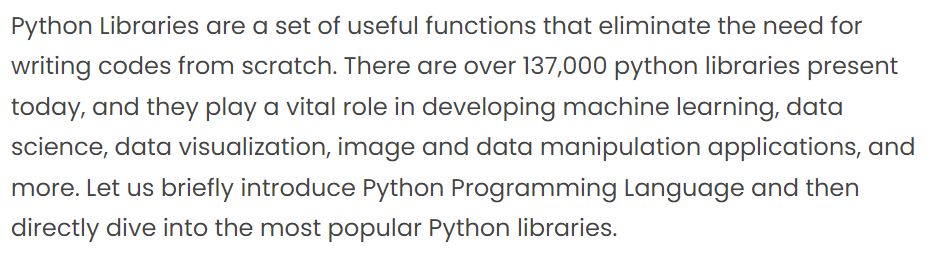 Python Libraries are a set of useful functions that eliminate the need for
writing codes from scratch. There are over 137,000 python libraries present
today, and they play a vital role in developing machine learning, data
science, data visualization, image and data manipulation applications, and
more. Let us briefly introduce Python Programming Language and then
directly dive into the most popular Python libraries.